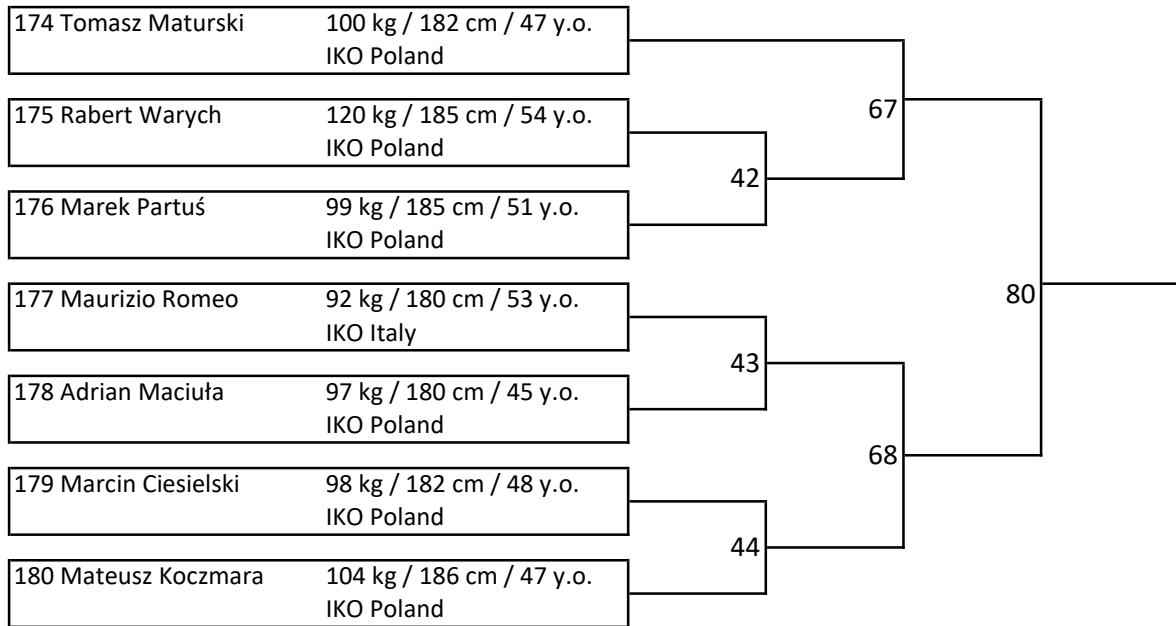 174 Tomasz Maturski 100 kg / 182 cm / 47 y.o.
IKO Poland
175 Rabert Warych 120 kg / 185 cm / 54 y.o.
IKO Poland
67
42
176 Marek Partuś 99 kg / 185 cm / 51 y.o.
IKO Poland
177 Maurizio Romeo 92 kg / 180 cm / 53 y.o.
IKO Italy
80
43
178 Adrian Maciuła 97 kg / 180 cm / 45 y.o.
IKO Poland
68
179 Marcin Ciesielski 98 kg / 182 cm / 48 y.o.
IKO Poland
44
180 Mateusz Koczmara 104 kg / 186 cm / 47 y.o.
IKO Poland